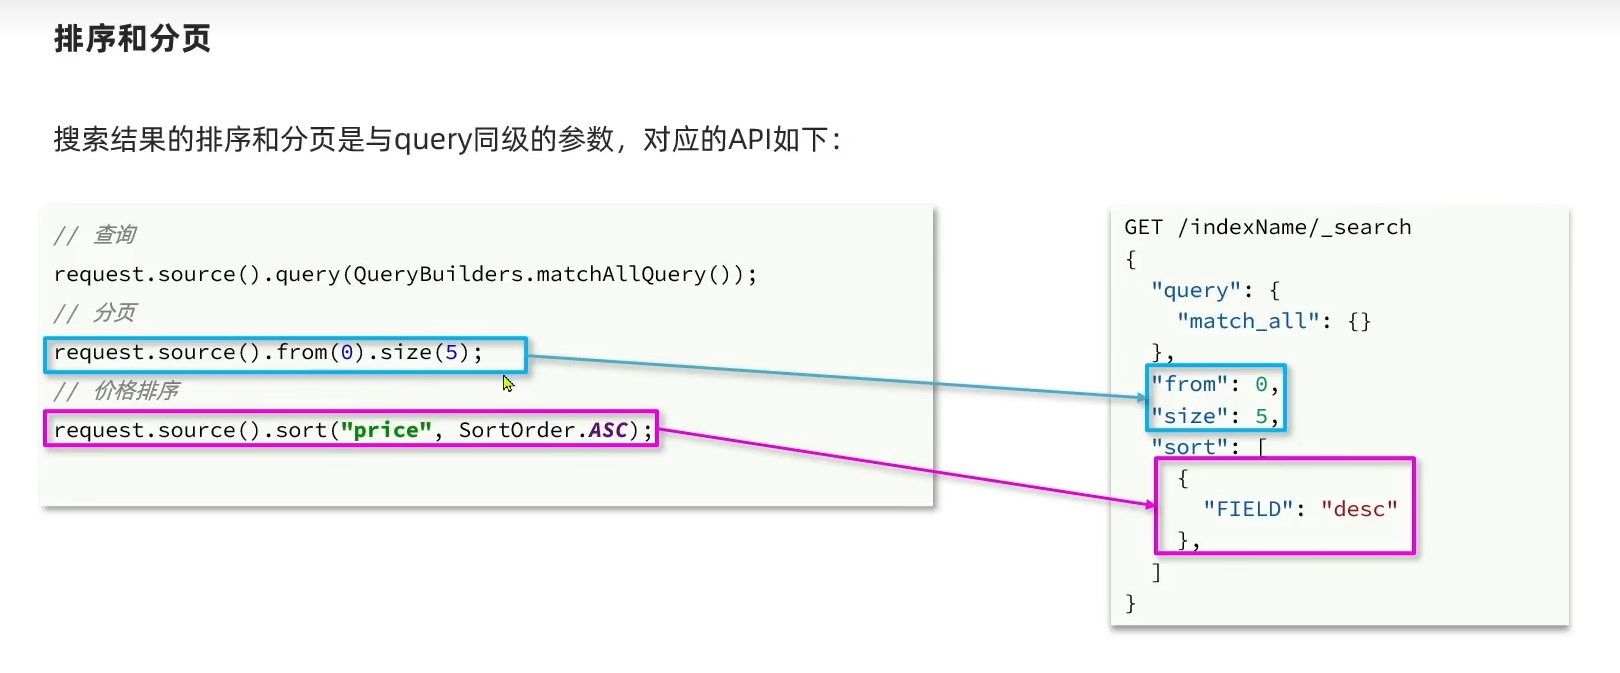 排序和分页
搜索结果的排序和分页是与query同级的参数，对应的API如下：
// 查询
request.source().query(QueryBuilders.matchAllQuery());
// 分页
request.source().from(0).size(5);
// 价格排序
request.source().sort("price", SortOrder.ASC);
GET /indexName/_search
{
  "query": {
    "match_all": {}
  },
  "from": 0,
  "size": 5,
  "sort": [
    {
      "FIELD": "desc"
    },
  ]
}